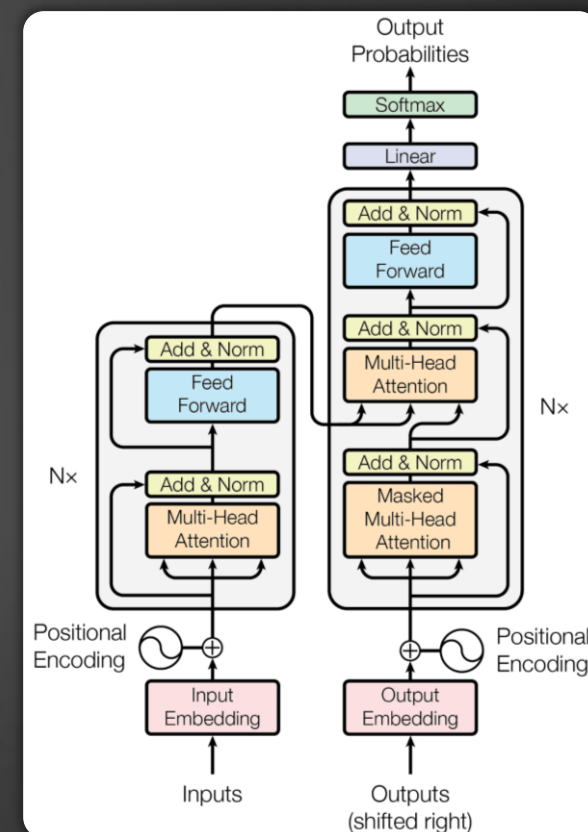 Output
Probabilities
Softmax
Linear
Add & Norm
Feed
Forward
Add & Norm
Multi-Head
Attention
Add & Norm
Masked
Multi-Head
Attention
N×
Add & Norm
Feed
Forward
Add & Norm
Multi-Head
Attention
N×
Positional
Encoding
Positional
Encoding
Input
Embedding
Output
Embedding
Inputs
Outputs
(shifted right)